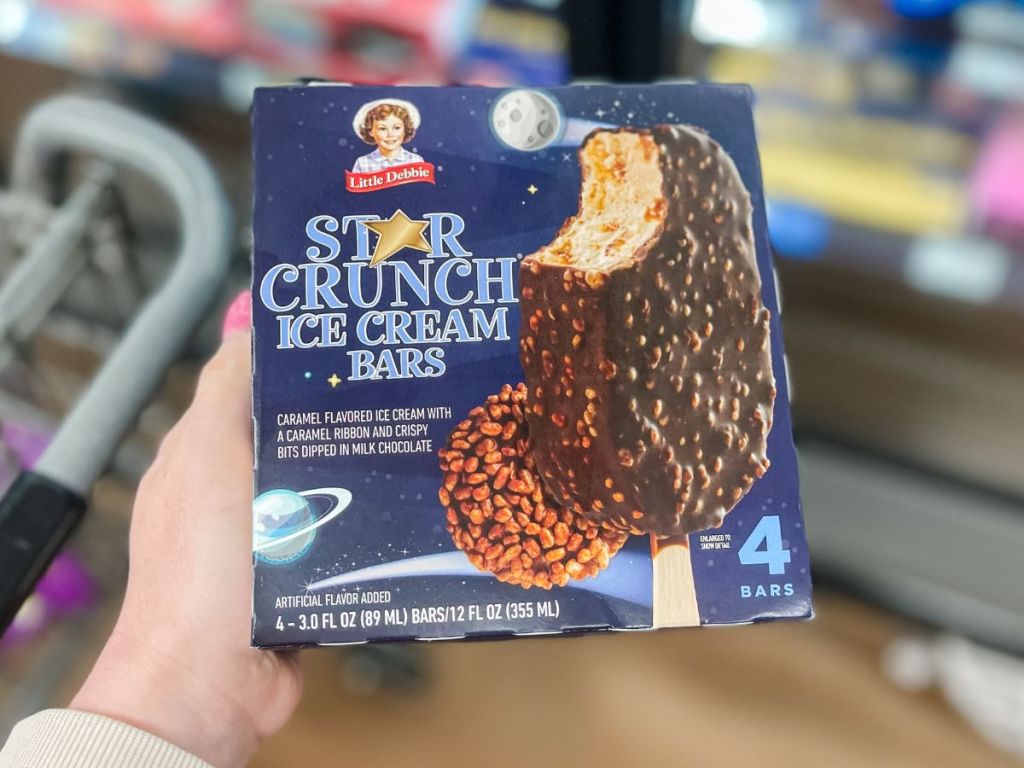 Little Debbie
STAR
CRUNCH®
ICE CREAM
BARS
CARAMEL FLAVORED ICE CREAM WITH
A CARAMEL RIBBON AND CRISPY
BITS DIPPED IN MILK CHOCOLATE
ENLARGED TO
SHOW DETAIL
4
BARS
ARTIFICIAL FLAVOR ADDED
4 – 3.0 FL OZ (89 ML) BARS/12 FL OZ (355 ML)